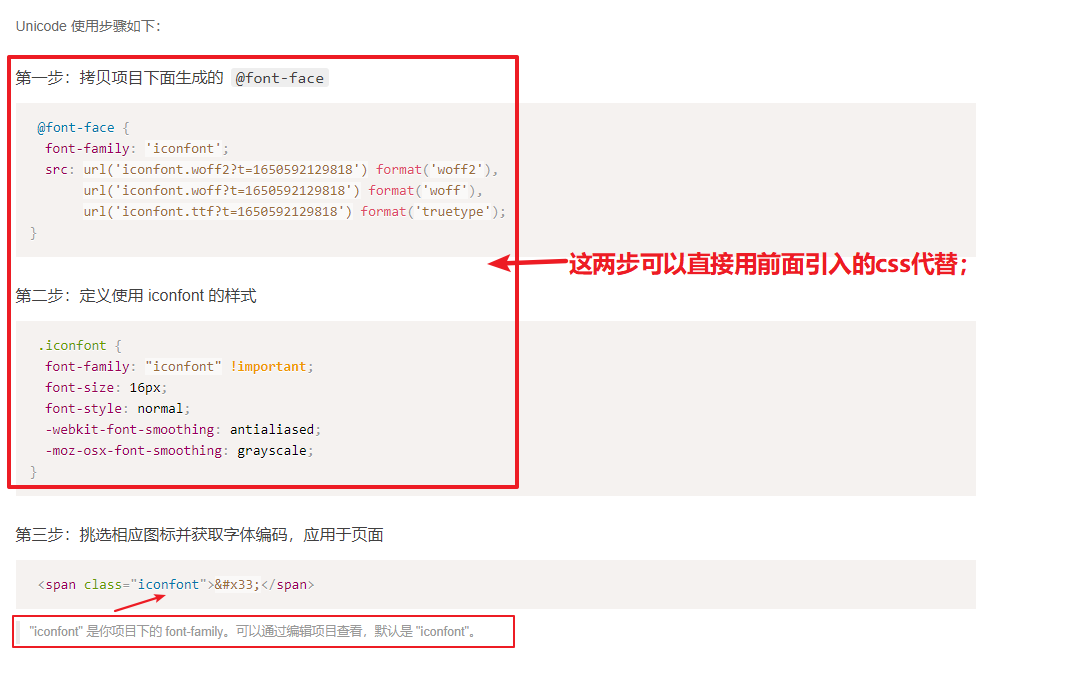 Unicode 使用步骤如下：
第一步：拷贝项目下面生成的 @font-face
@font-face {
font-family: 'iconfont';
src: url('iconfont.woff2?t=1650592129818') format('woff2'),
url('iconfont.woff?t=1650592129818') format('woff'),
url('iconfont.ttf?t=1650592129818') format('truetype');
}
这两步可以直接用前面引入的css代替；
第二步：定义使用 iconfont 的样式
.iconfont {
font-family: "iconfont" !important;
font-size: 16px;
font-style: normal;
-webkit-font-smoothing: antialiased;
-moz-osx-font-smoothing: grayscale;
}
第三步：挑选相应图标并获取字体编码，应用于页面
<span class="iconfont">&#x33;</span>
"iconfont" 是你项目下的 font-family。可以通过编辑项目查看，默认是 "iconfont"。